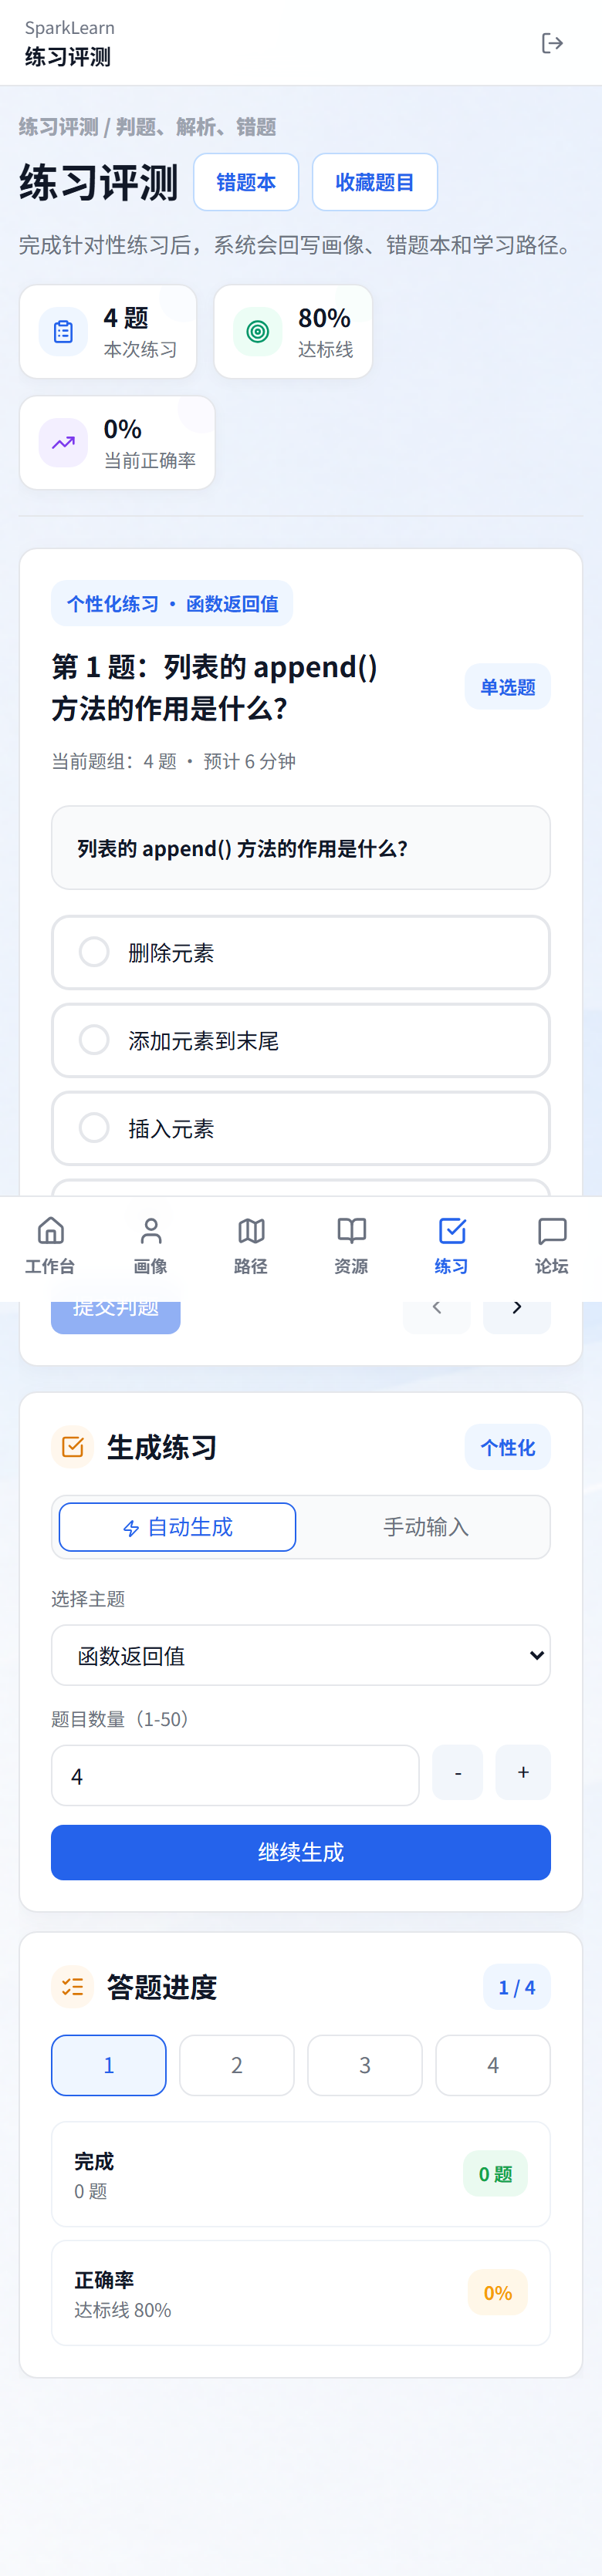 SparkLearn
练习评测
练习评测 / 判题、解析、错题
练习评测
错题本
收藏题目
完成针对性练习后，系统会回写画像、错题本和学习路径。
4 题
本次练习
80%
达标线
0%
当前正确率
个性化练习 · 函数返回值
第 1 题：列表的 append()
方法的作用是什么?
单选题
当前题组：4 题 · 预计 6 分钟
列表的 append() 方法的作用是什么?
删除元素
添加元素到末尾
插入元素
工作台
画像
路径
资源
练习
论坛
提交判题
生成练习
个性化
自动生成
手动输入
选择主题
函数返回值
题目数量（1-50）
4
-
+
继续生成
答题进度
1 / 4
1
2
3
4
完成
0 题
0 题
正确率
达标线 80%
0%